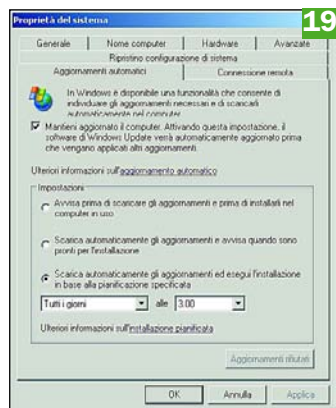 19
Proprietà del sistema
Generale
Nome computer
Hardware
Avanzate
Ripristino configurazione di sistema
Aggiornamenti automatici
Connessione remota
In Windows è disponibile una funzionalità che consente di
individuare gli aggiornamenti necessari e di scaricarli
automaticamente nel computer
Mantieni aggiornato il computer. Attivando questa impostazione, il
software di Windows Update verrà automaticamente aggiornato prima
che vengano applicati altri aggiornamenti.
Ulteriori informazioni sull'aggiornamento automatico
Impostazioni
Avvisa prima di scaricare gli aggiornamenti e prima di installarli nel
computer in uso
Scarica automaticamente gli aggiornamenti e avvisa quando sono
pronti per l'installazione
Scarica automaticamente gli aggiornamenti ed esegui l'installazione
in base alla pianificazione specificata
Tutti i giorni
alle
3.00
Ulteriori informazioni sull'installazione pianificata
Aggiornamenti rifiutati
OK
Annulla
Applica